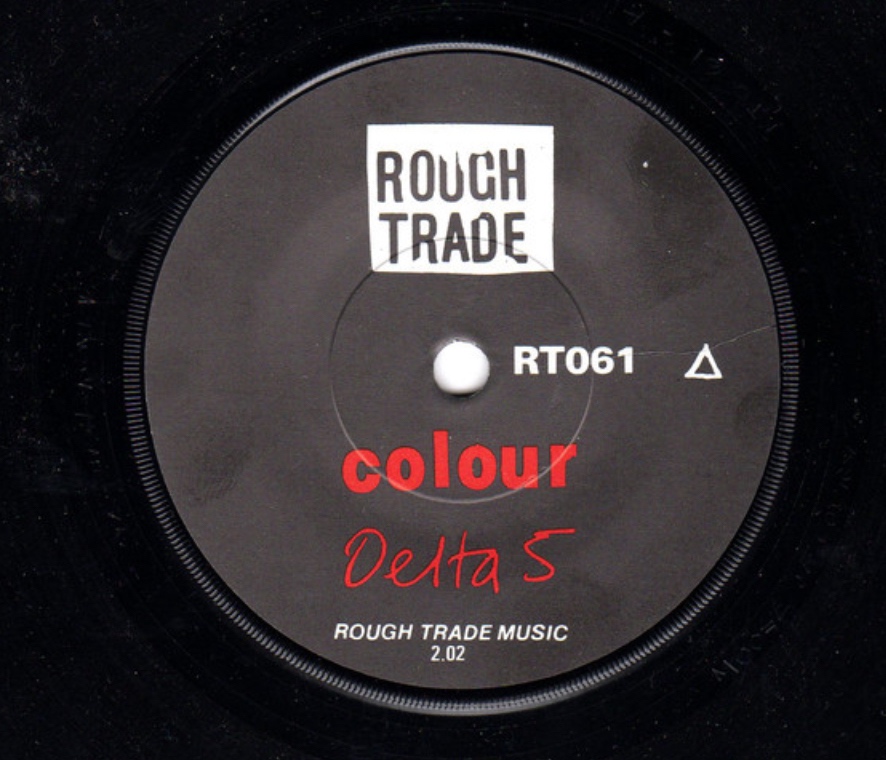 ROUGH
TRADE
RT061
colour
Delta 5
ROUGH TRADE MUSIC
2.02